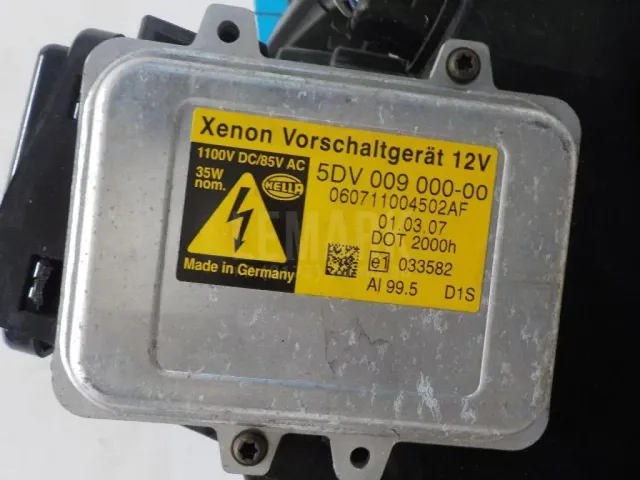 Xenon Vorschaltgerät 12V
1100V DC/85V AC
35W
nom.
HELLA
Made in Germany
5DV 009 000-00
060711004502AF
01.03.07
DOT 2000h
e1 033582
Al 99.5 D1S